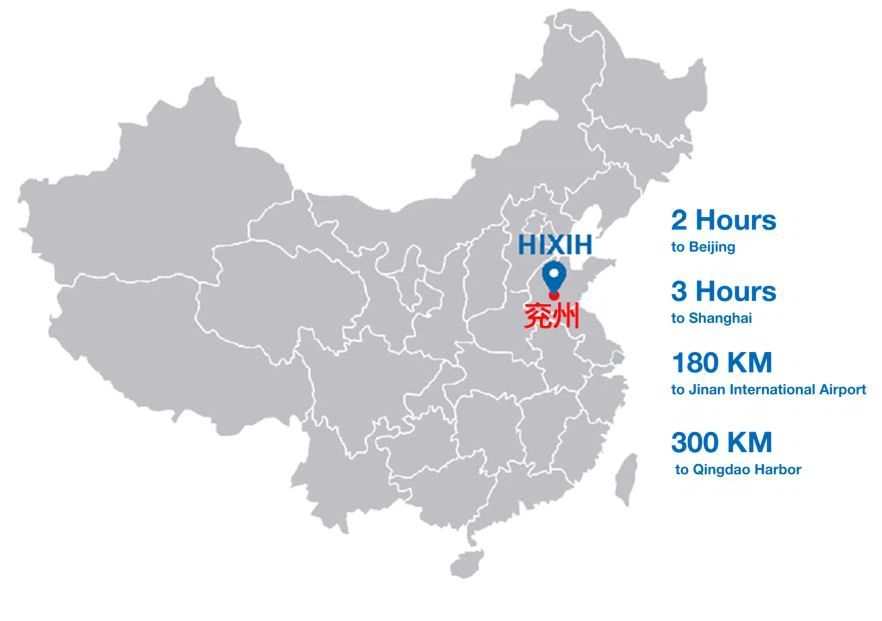 HIXIH
兖州
2 Hours
to Beijing
3 Hours
to Shanghai
180 KM
to Jinan International Airport
300 KM
to Qingdao Harbor